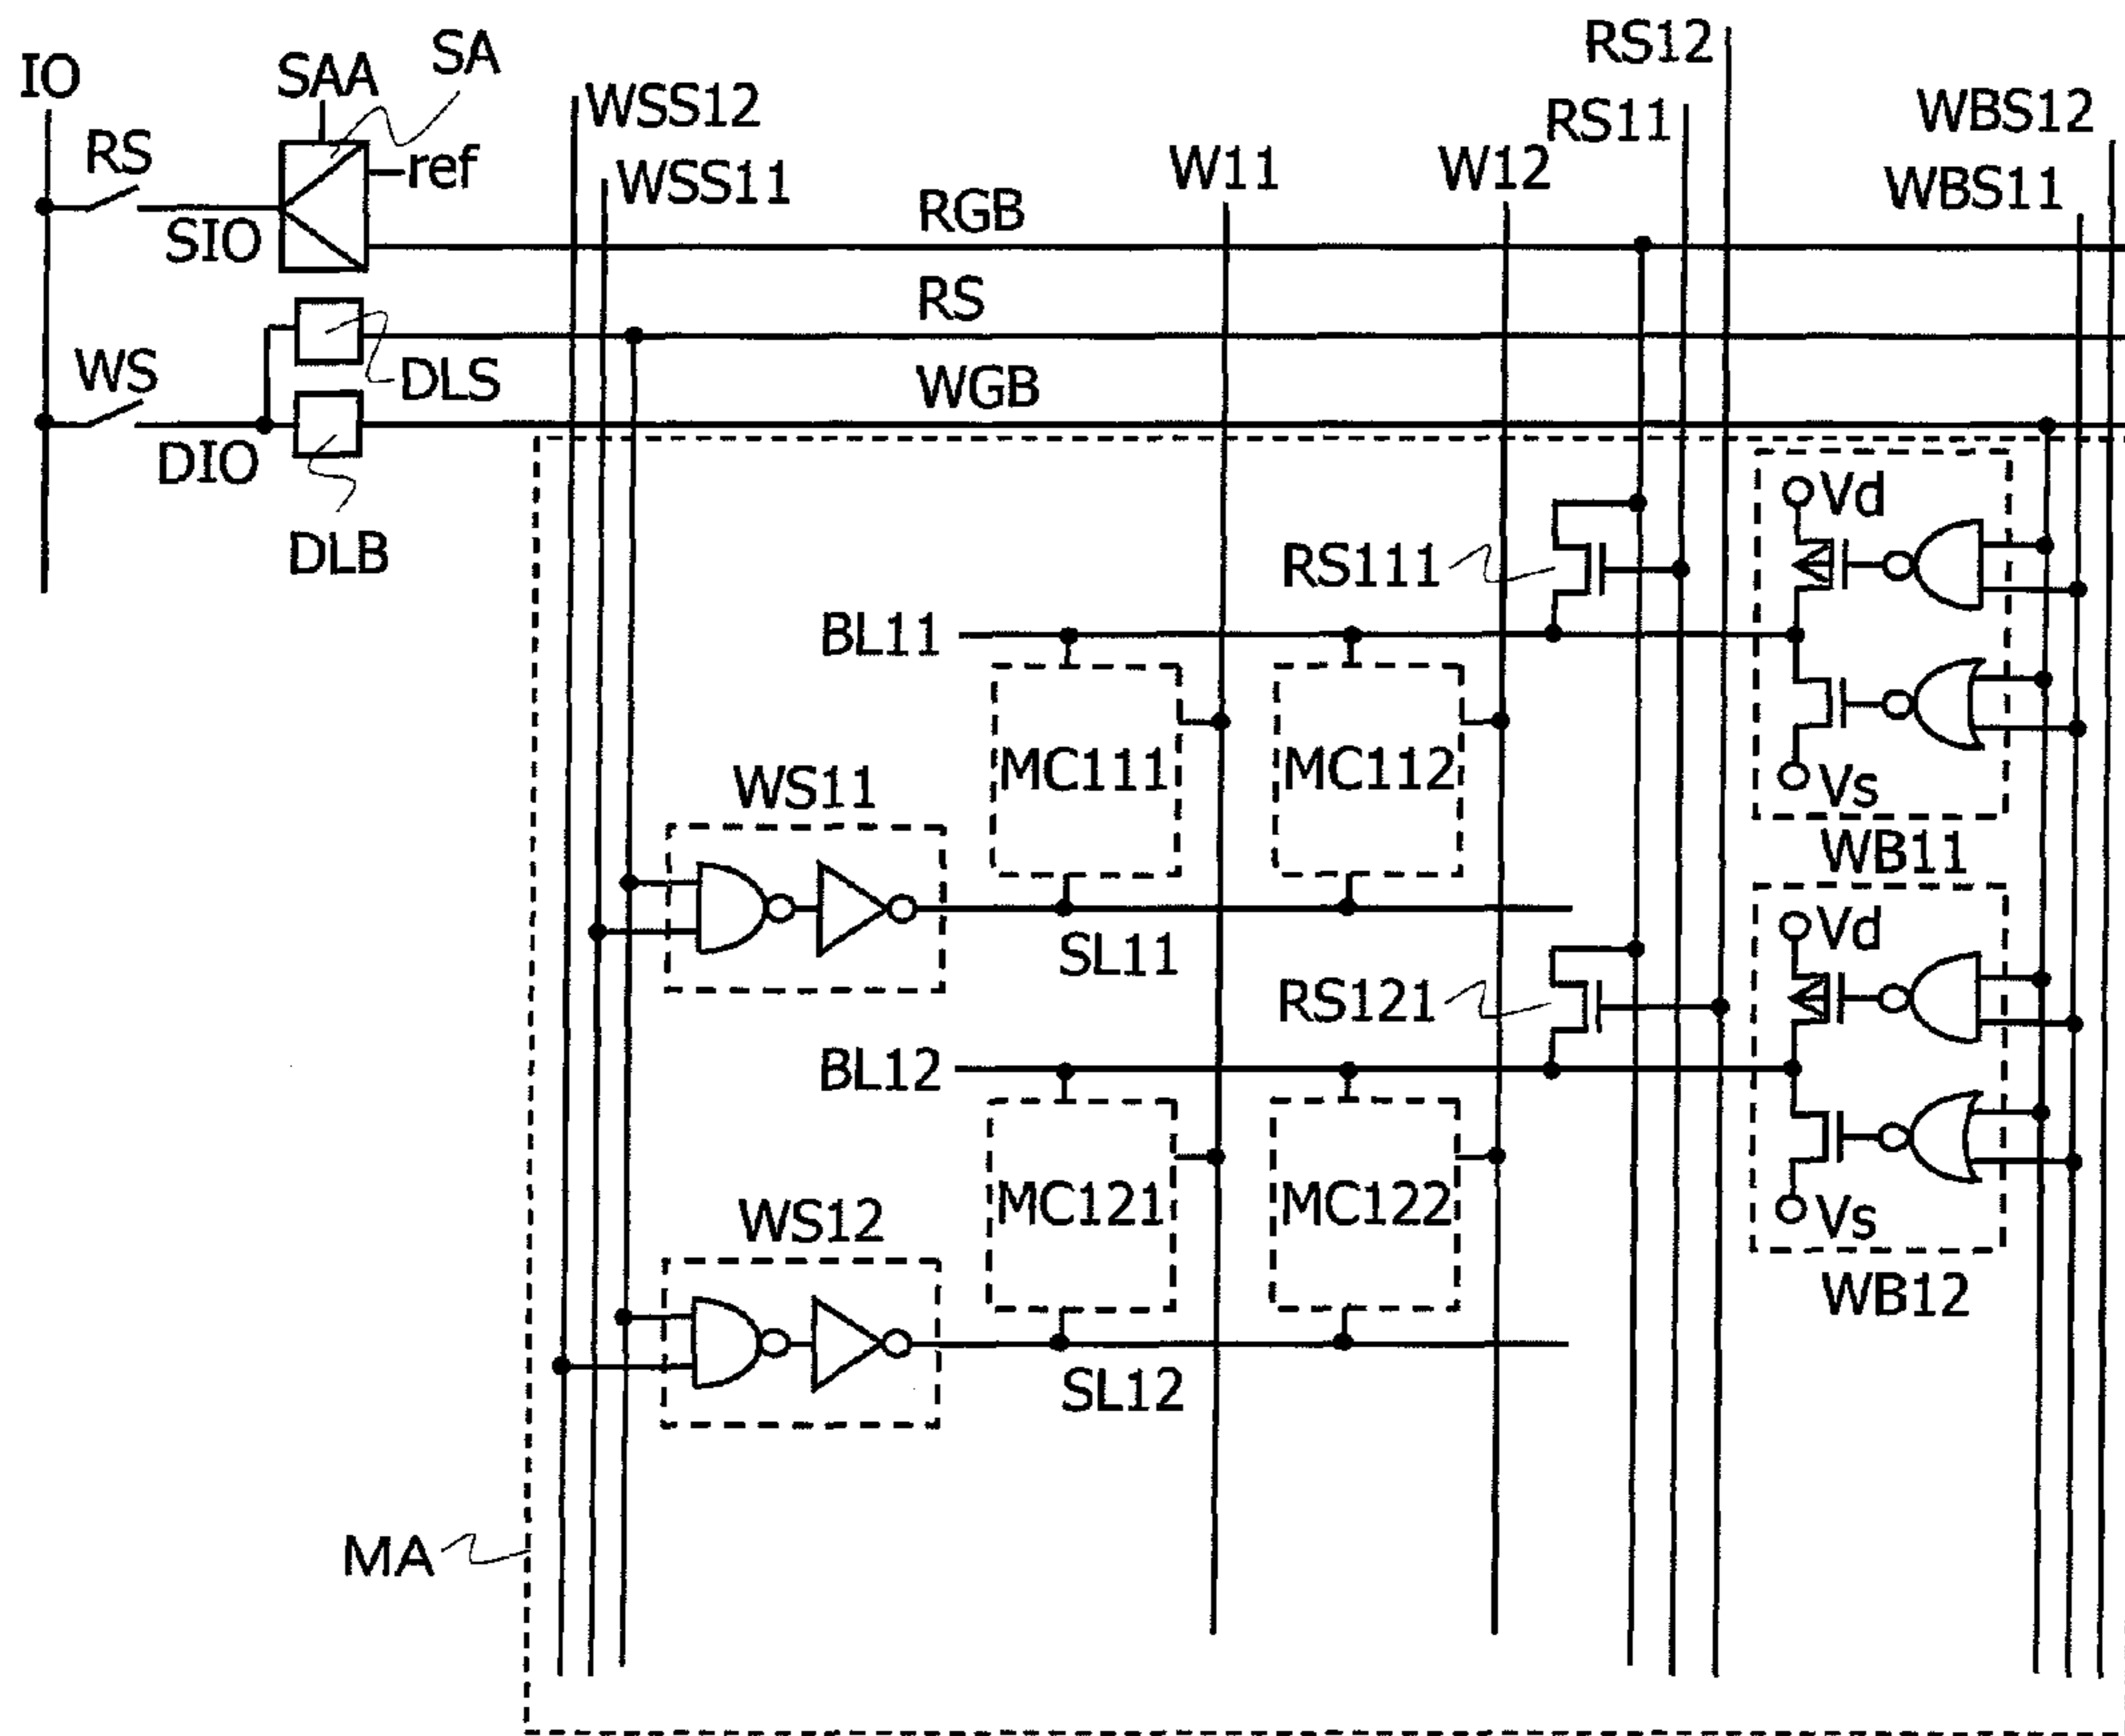 IO
SAA
SA
RS
ref
SIO
WSS12
WSS11
RGB
W11
W12
RS12
RS11
WBS12
WBS11
RS
WS
DLS
WGB
DIO
DLB
Vd
RS111
BL11
MC111
MC112
WS11
Vs
WB11
SL11
Vd
RS121
BL12
MC121
MC122
WS12
Vs
WB12
SL12
MA